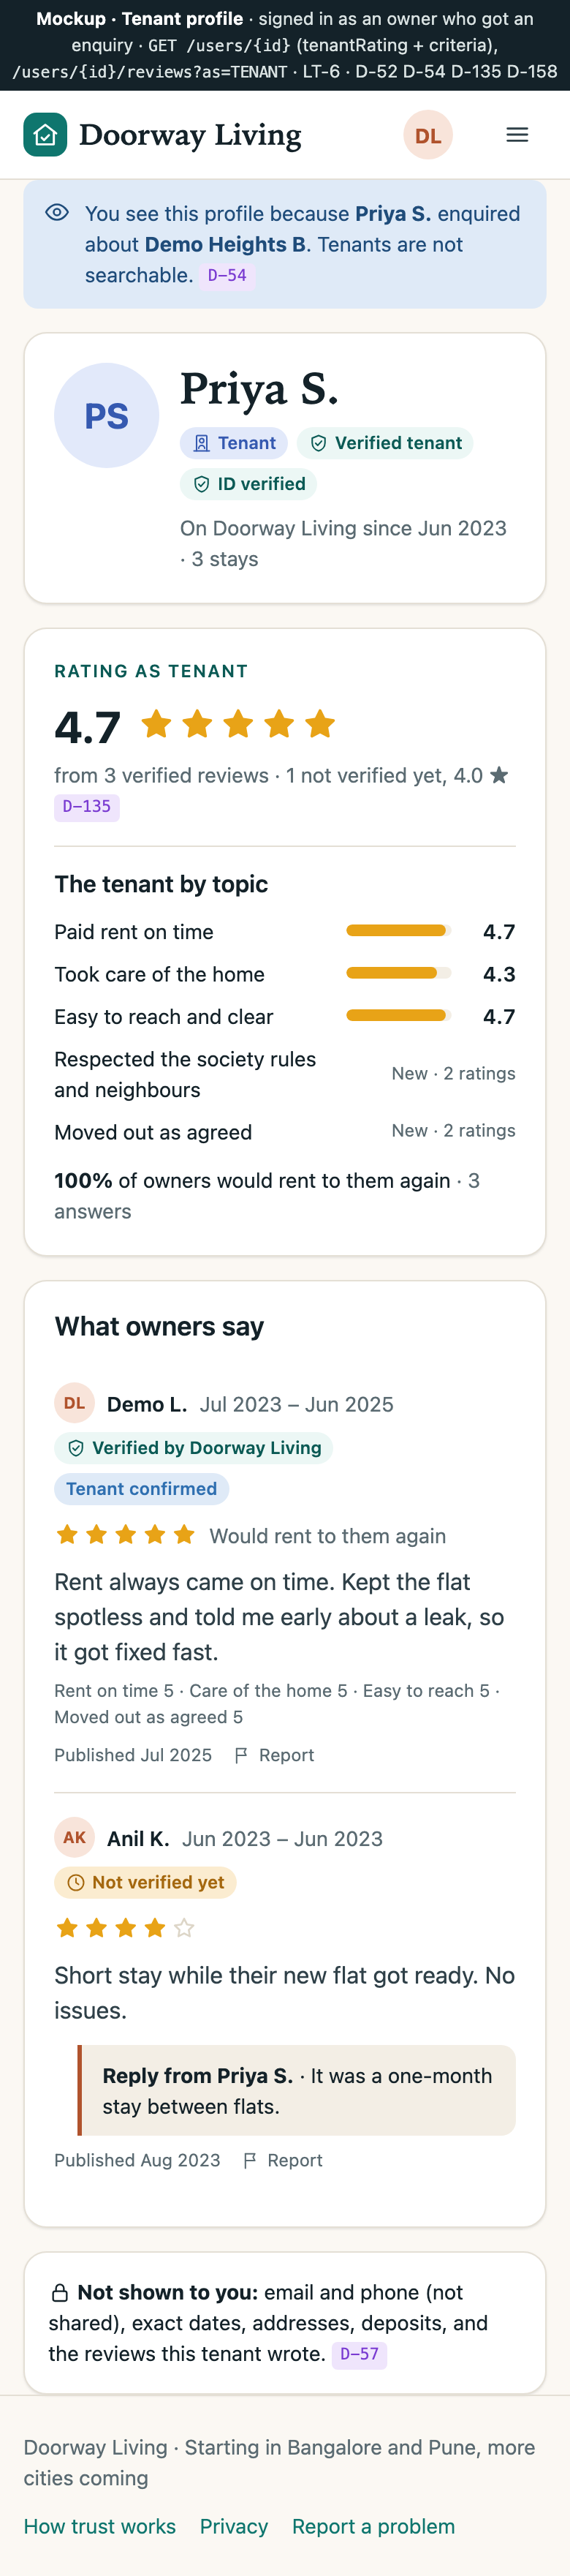 Mockup · Tenant profile · signed in as an owner who got an
enquiry · GET /users/{id} (tenantRating + criteria),
/users/{id}/reviews?as=TENANT · LT-6 · D-52 D-54 D-135 D-158
Doorway Living
DL
You see this profile because Priya S. enquired
about Demo Heights B. Tenants are not
searchable. D-54
PS
Priya S.
Tenant
Verified tenant
ID verified
On Doorway Living since Jun 2023
· 3 stays
RATING AS TENANT
4.7
from 3 verified reviews · 1 not verified yet, 4.0 ★
D-135
The tenant by topic
Paid rent on time 4.7
Took care of the home 4.3
Easy to reach and clear 4.7
Respected the society rules
and neighbours
New · 2 ratings
Moved out as agreed New · 2 ratings
100% of owners would rent to them again · 3
answers
What owners say
DL Demo L. Jul 2023 – Jun 2025
Verified by Doorway Living
Tenant confirmed
Would rent to them again
Rent always came on time. Kept the flat
spotless and told me early about a leak, so
it got fixed fast.
Rent on time 5 · Care of the home 5 · Easy to reach 5 ·
Moved out as agreed 5
Published Jul 2025 Report
AK Anil K. Jun 2023 – Jun 2023
Not verified yet
Short stay while their new flat got ready. No
issues.
Reply from Priya S. · It was a one-month
stay between flats.
Published Aug 2023 Report
Not shown to you: email and phone (not
shared), exact dates, addresses, deposits, and
the reviews this tenant wrote. D-57
Doorway Living · Starting in Bangalore and Pune, more
cities coming
How trust works Privacy Report a problem